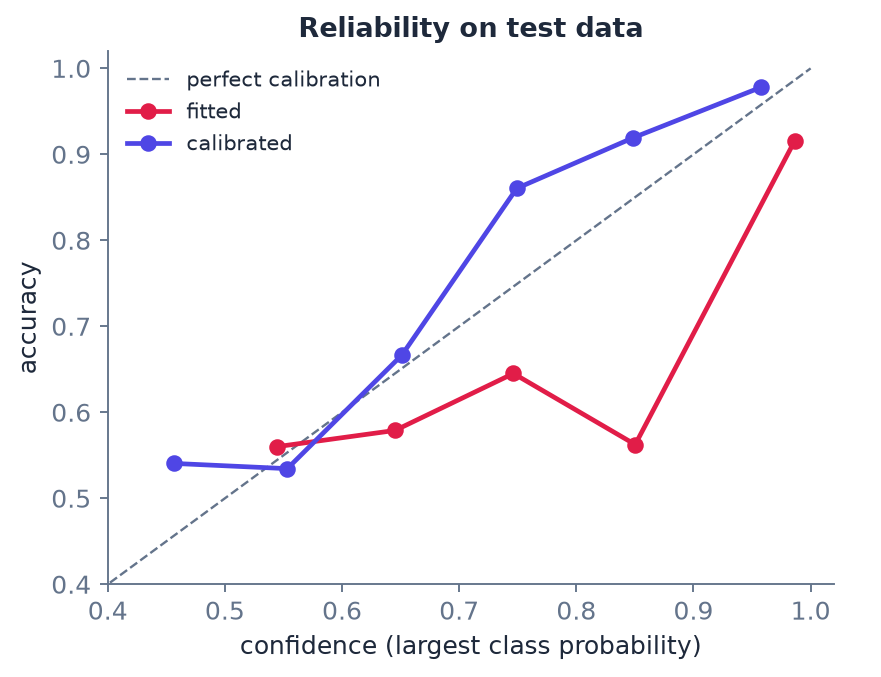 Reliability on test data
perfect calibration
fitted
calibrated
accuracy
1.0
0.9
0.8
0.7
0.6
0.5
0.4
0.4 0.5 0.6 0.7 0.8 0.9 1.0
confidence (largest class probability)